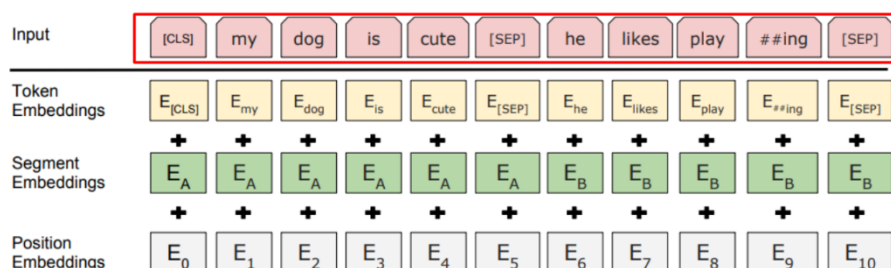 Input [CLS] my dog is cute [SEP] he likes play ##ing [SEP]
Token
Embeddings
E[CLS] Emy Edog Eis Ecute E[SEP] Ehe Elikes Eplay E##ing E[SEP]
+ + + + + + + + + + +
Segment
Embeddings
EA EA EA EA EA EA EB EB EB EB EB
+ + + + + + + + + + +
Position
Embeddings
E0 E1 E2 E3 E4 E5 E6 E7 E8 E9 E10